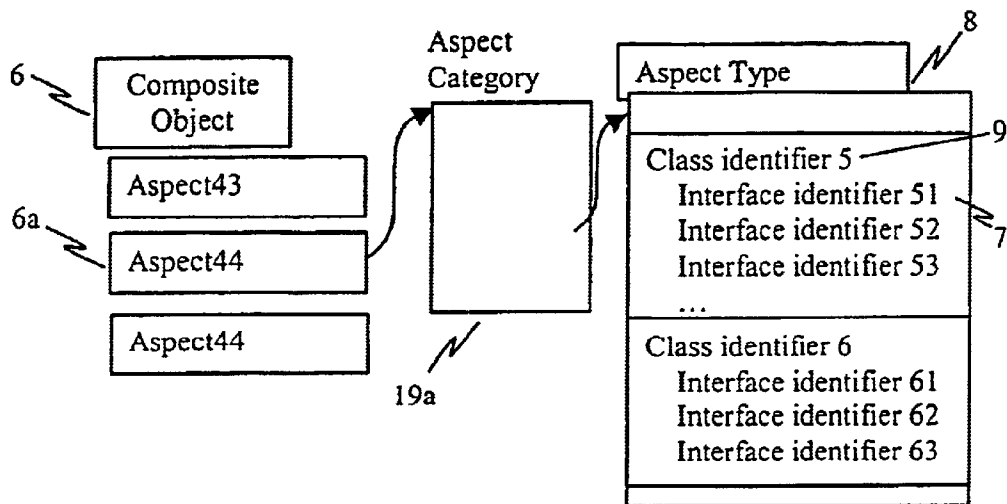 6
Composite
Object
Aspect43
6a
Aspect44
Aspect44
Aspect
Category
19a
8
Aspect Type
9
Class identifier 5
Interface identifier 51
7
Interface identifier 52
Interface identifier 53
...
Class identifier 6
Interface identifier 61
Interface identifier 62
Interface identifier 63